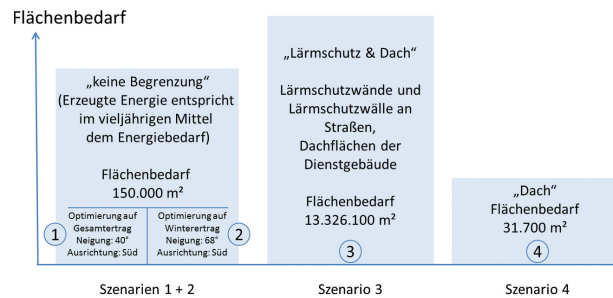 Flächenbedarf
„keine Begrenzung“
(Erzeugte Energie entspricht
im vieljährigen Mittel
dem Energiebedarf)
Flächenbedarf
150.000 m²
1
Optimierung auf
Gesamtertrag
Neigung: 40°
Ausrichtung: Süd
Optimierung auf
Winterertrag
Neigung: 68°
Ausrichtung: Süd
2
Szenarien 1 + 2
„Lärmschutz & Dach“
Lärmschutzwände und
Lärmschutzwälle an
Straßen,
Dachflächen der
Dienstgebäude
Flächenbedarf
13.326.100 m²
3
Szenario 3
„Dach“
Flächenbedarf
31.700 m²
4
Szenario 4